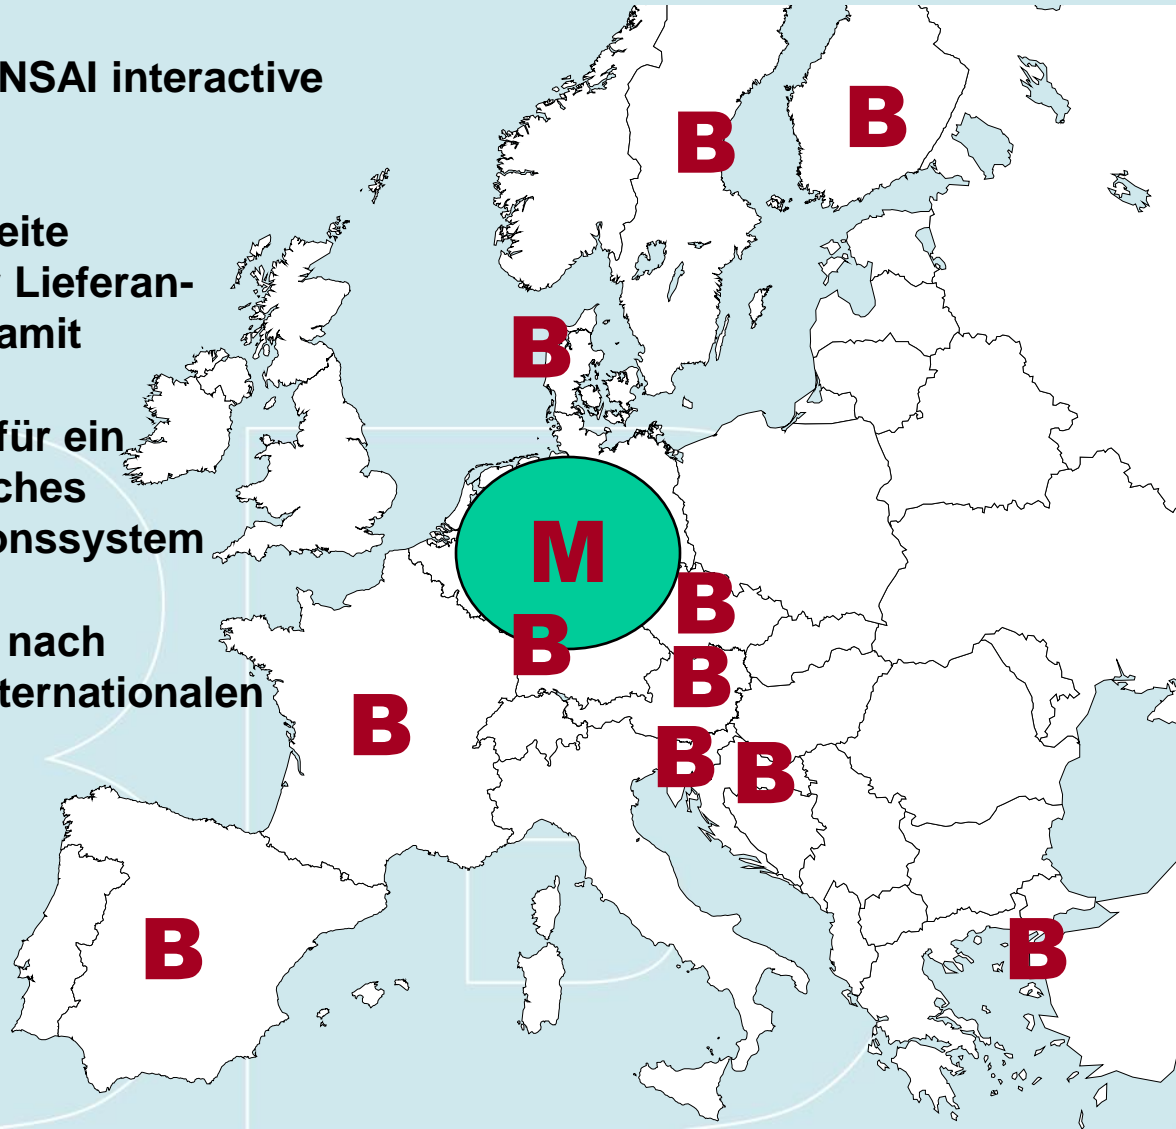 NSAI interactive
eite
Lieferan-
amit
für ein
ches
onssystem
nach
ternationalen
B
B
B
M
B
B
B
B
B
B
B
B